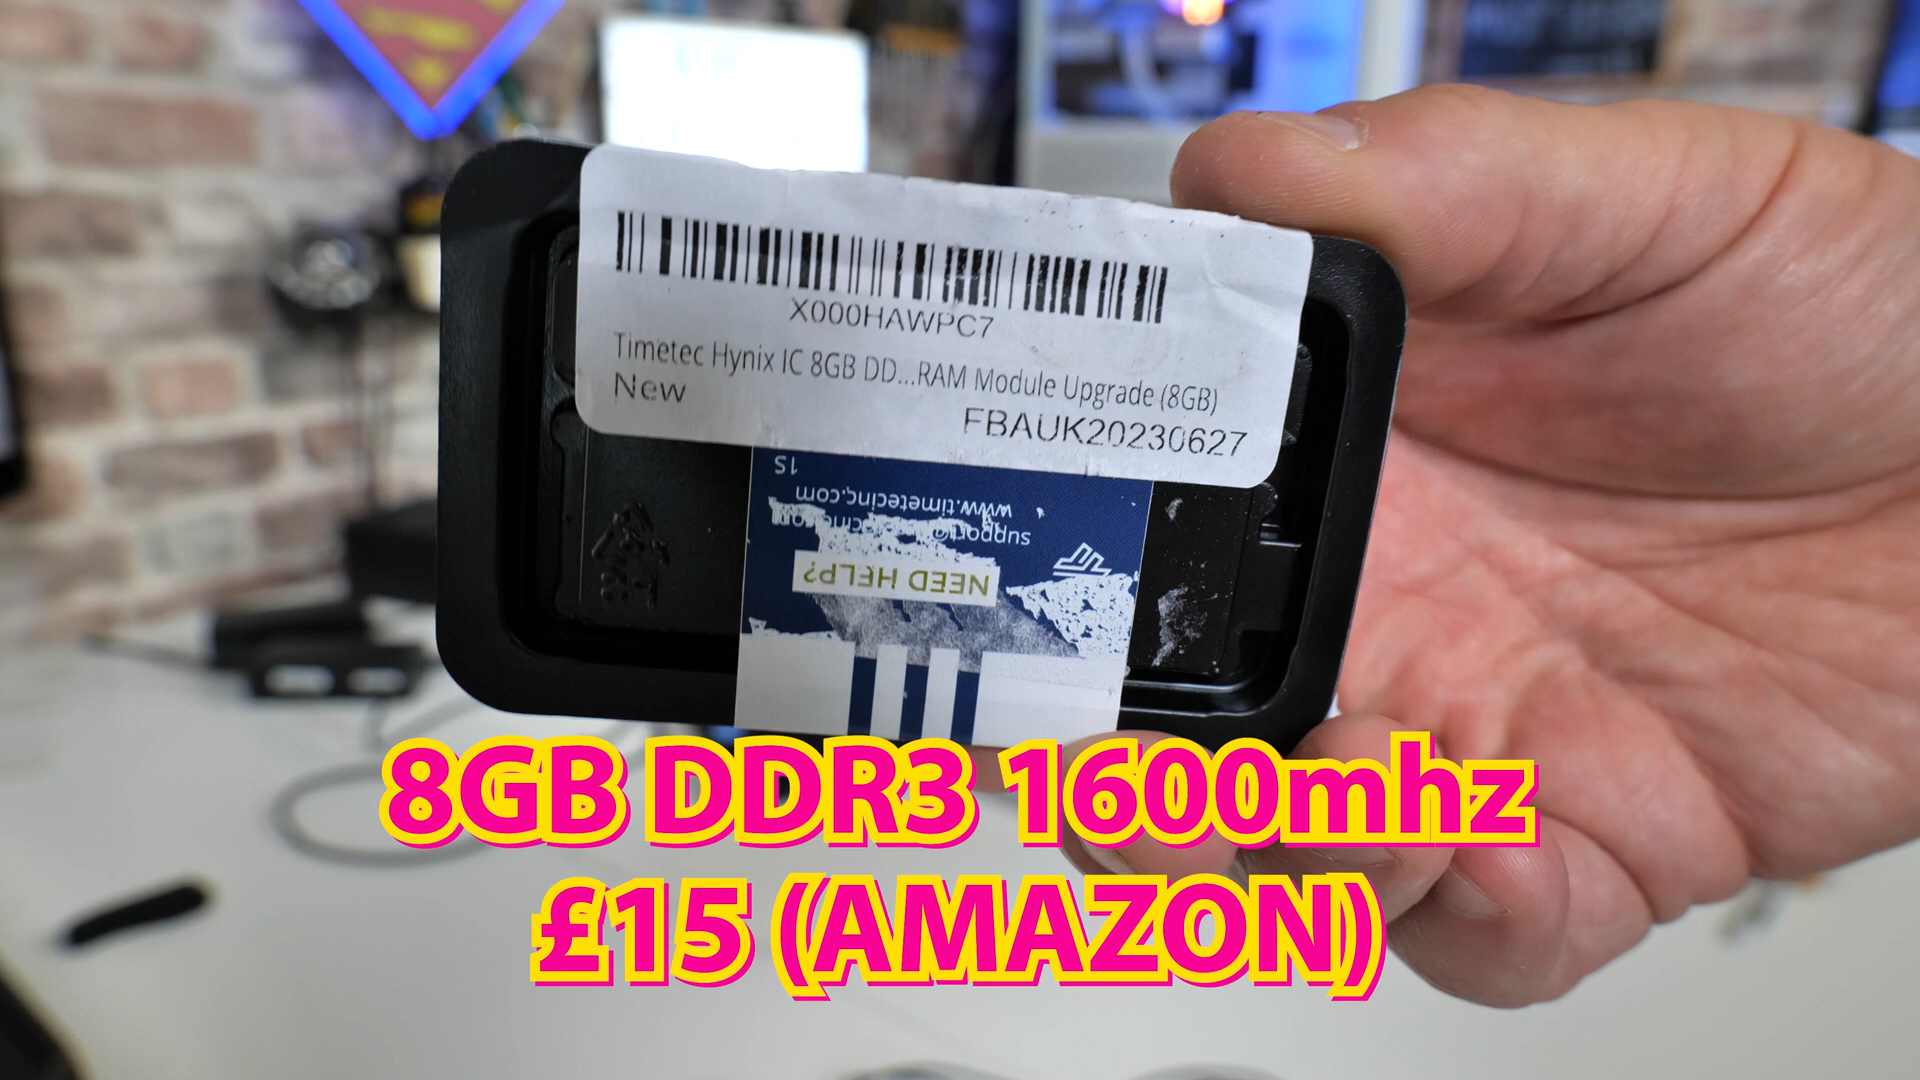 X000HAWPC7
Timetec Hynix IC 8GB DD...RAM Module Upgrade (8GB)
New
FBAUK20230627
1S
www.timetecinc.com
NEED HELP?
8GB DDR3 1600mhz
£15 (AMAZON)